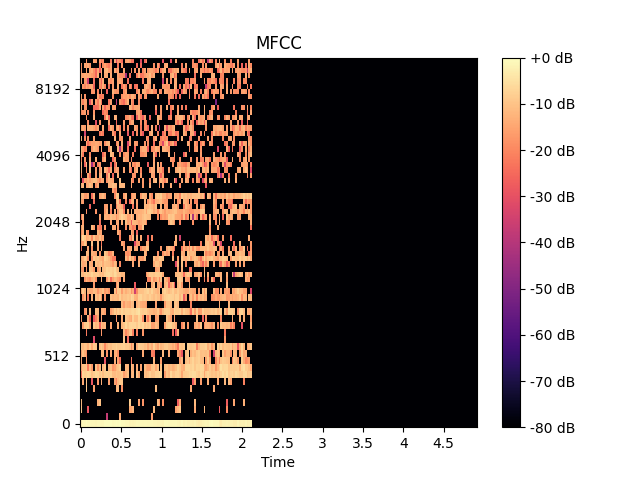 MFCC
Hz
8192
4096
2048
1024
512
0
0 0.5 1 1.5 2 2.5 3 3.5 4 4.5
Time
+0 dB
-10 dB
-20 dB
-30 dB
-40 dB
-50 dB
-60 dB
-70 dB
-80 dB